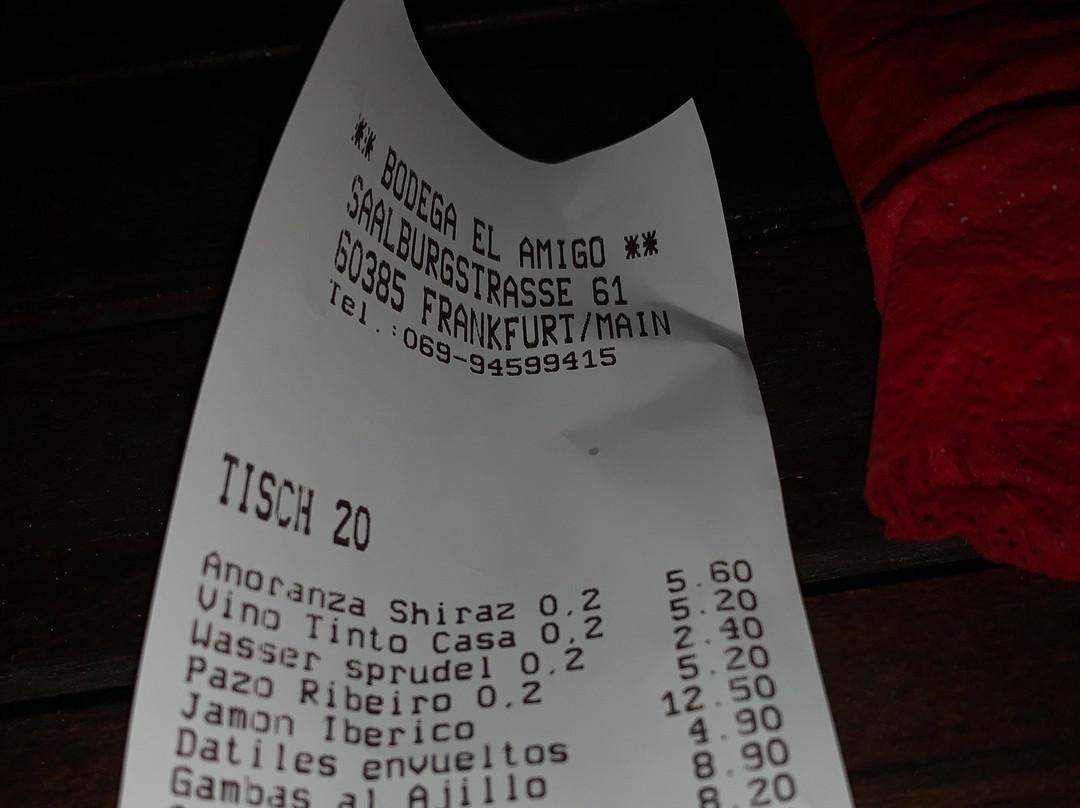 ** BODEGA EL AMIGO **
SAALBURGSTRASSE 61
60385 FRANKFURT/MAIN
Tel.:069-94599415
TISCH 20
Anoranza Shiraz 0,2 5.60
Vino Tinto Casa 0,2 5.20
Wasser sprudel 0,2 2.40
Pazo Ribeiro 0,2 5.20
Jamon Iberico 12.50
Datiles envueltos 4.90
Gambas al Ajillo 8.90
8.20